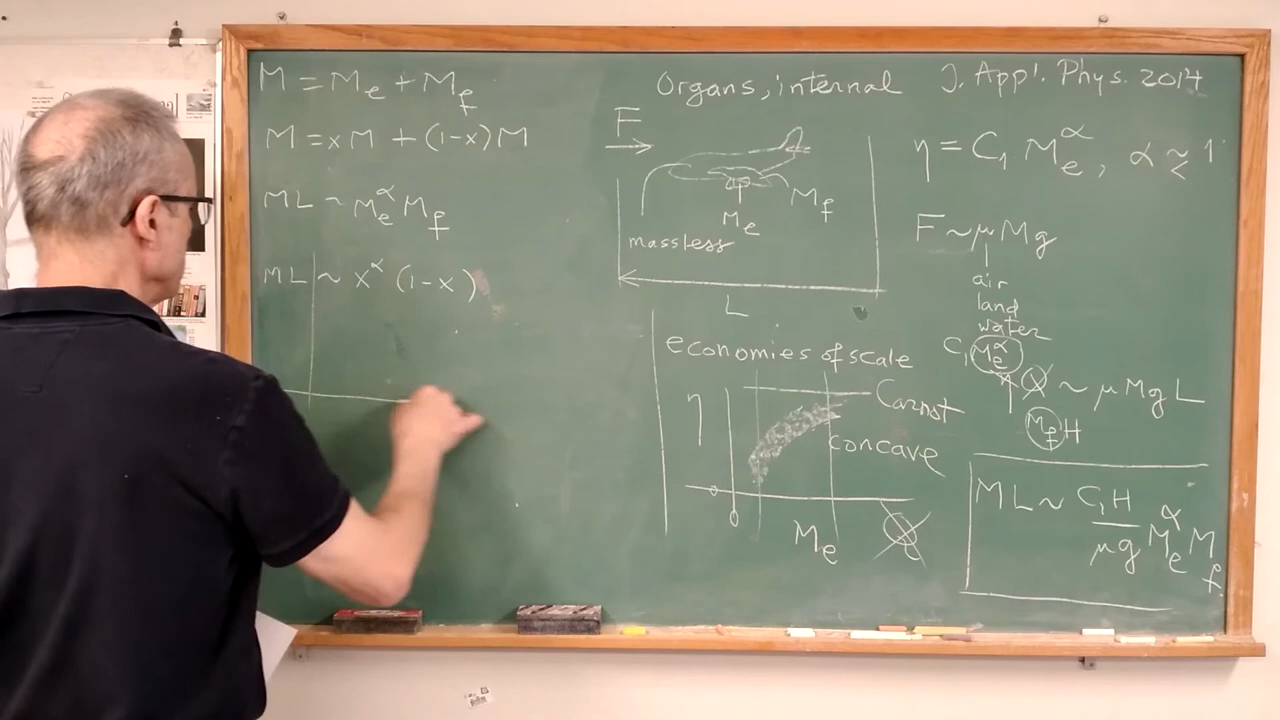 M = Me + Mf
M = xM + (1-x)M
ML ~ Me^α Mf
ML ~ x^α (1-x)
Organs, internal
J. Appl. Phys. 2014
F
massless
Me
Mf
L
η = C₁ Me^α, α ≲ 1
F ~ μMg
air
land
water
economies of scale
η
Carnot
concave
Me
Q
C₁ Me^α
Q ~ μMgL
Mf H
ML ~ C₁H/μg Me^α Mf